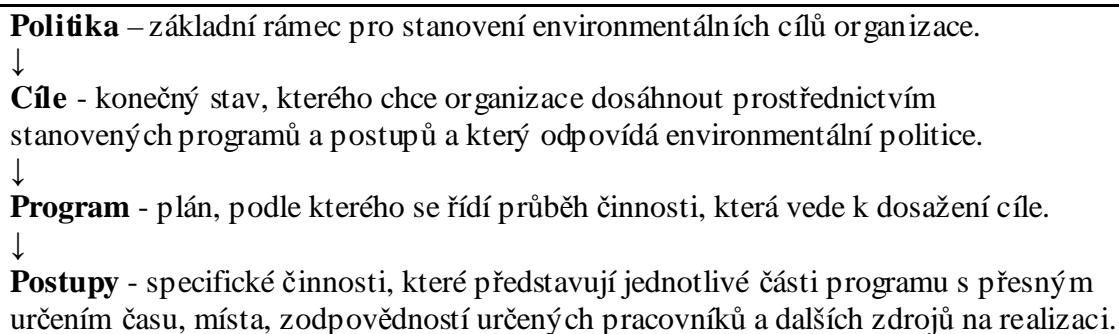 Politika – základní rámec pro stanovení environmentálních cílů organizace.
↓
Cíle - konečný stav, kterého chce organizace dosáhnout prostřednictvím
stanovených programů a postupů a který odpovídá environmentální politice.
↓
Program - plán, podle kterého se řídí průběh činnosti, která vede k dosažení cíle.
↓
Postupy - specifické činnosti, které představují jednotlivé části programu s přesným
určením času, místa, zodpovědností určených pracovníků a dalších zdrojů na realizaci